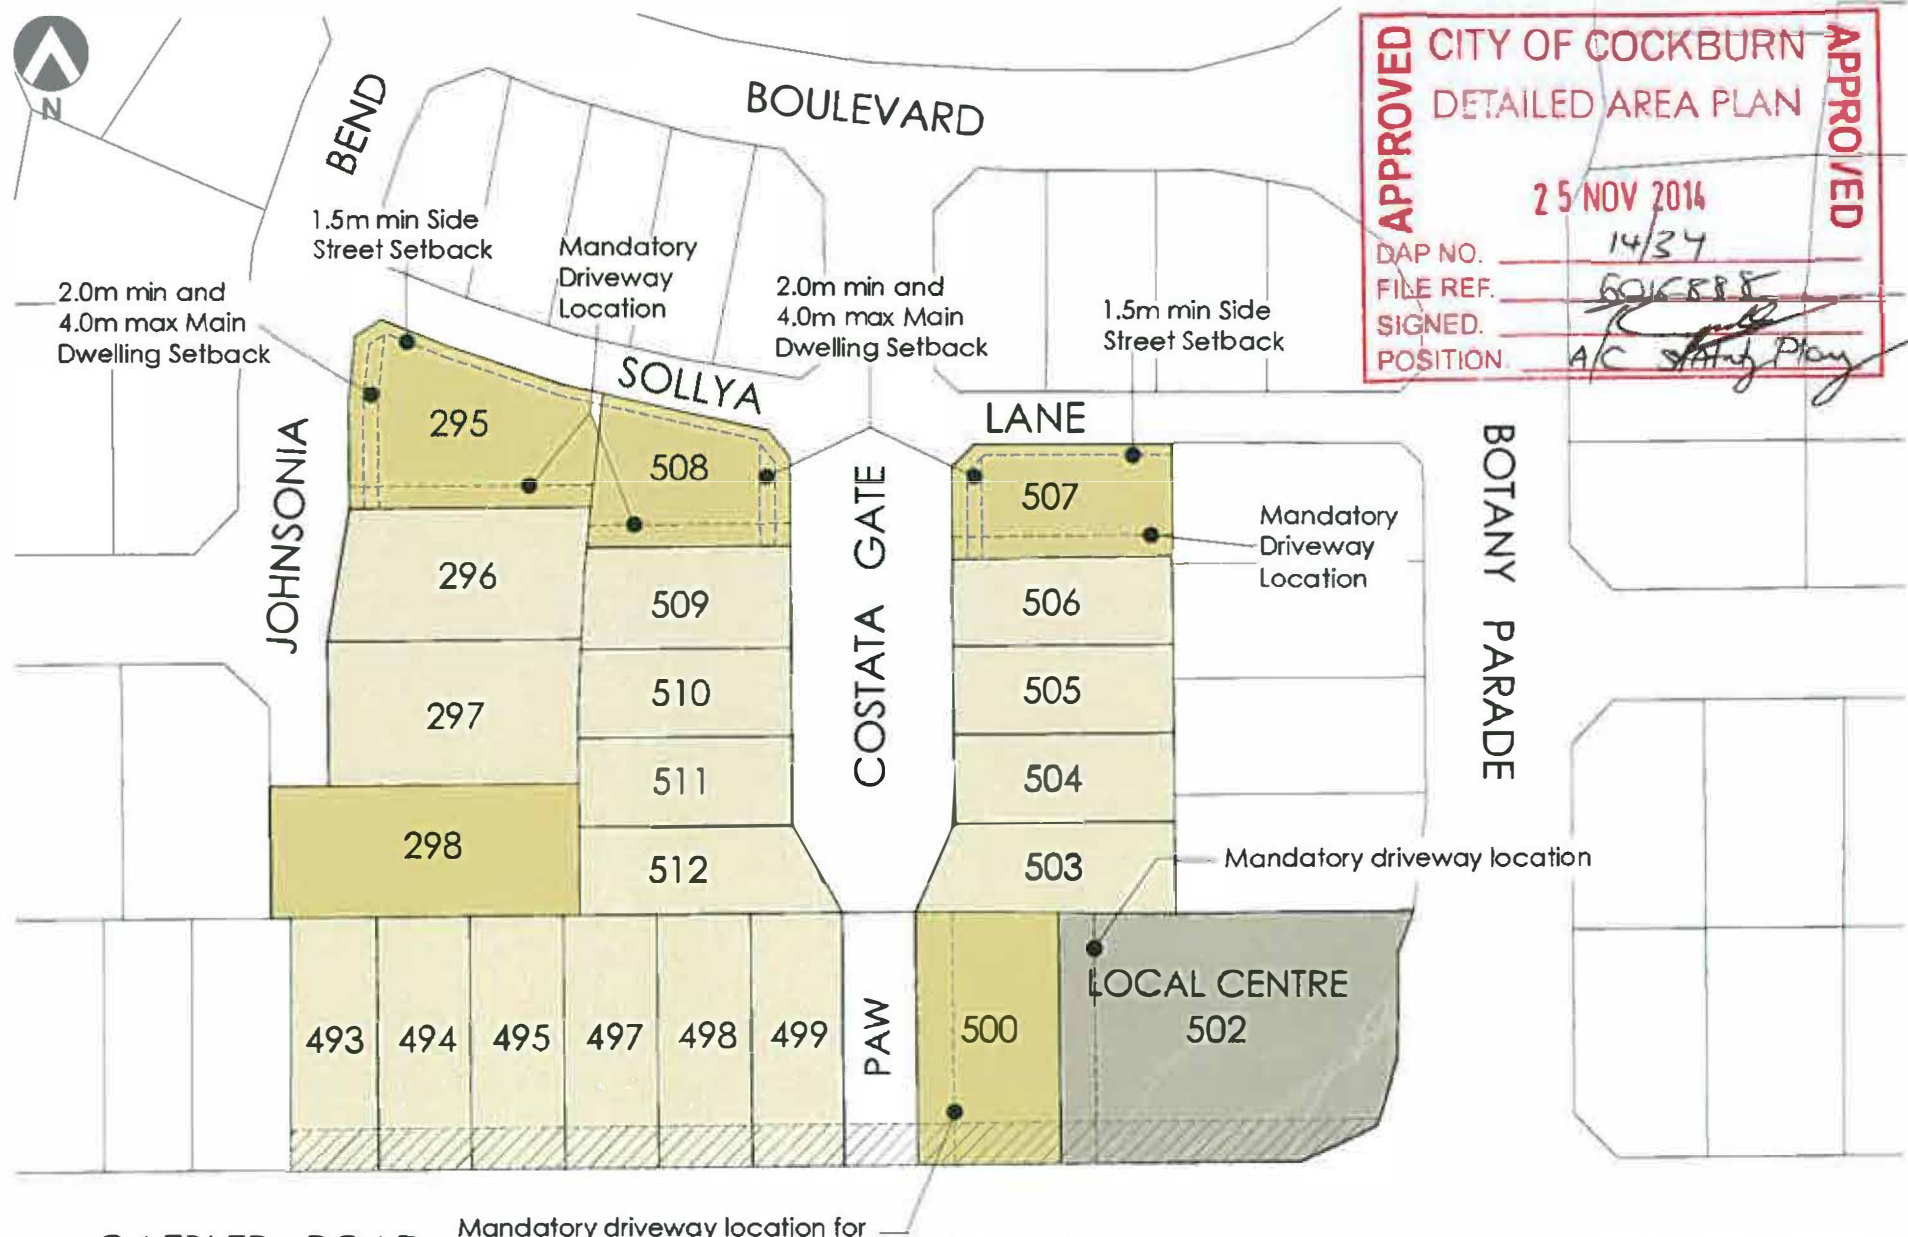 N
BEND
BOULEVARD
APPROVED
CITY OF COCKBURN
DETAILED AREA PLAN
APPROVED
25 NOV 2014
DAP NO. 14/34
FILE REF.
SIGNED.
POSITION. A/C
1.5m min Side
Street Setback
Mandatory
Driveway
Location
2.0m min and
4.0m max Main
Dwelling Setback
2.0m min and
4.0m max Main
Dwelling Setback
1.5m min Side
Street Setback
SOLLYA
LANE
JOHNSONIA
COSTATA GATE
BOTANY PARADE
295
508
507
Mandatory
Driveway
Location
296
509
506
297
510
505
511
504
298
512
503
Mandatory driveway location
493
494
495
497
498
499
PAW
500
LOCAL CENTRE
502
Mandatory driveway location for
ROAD